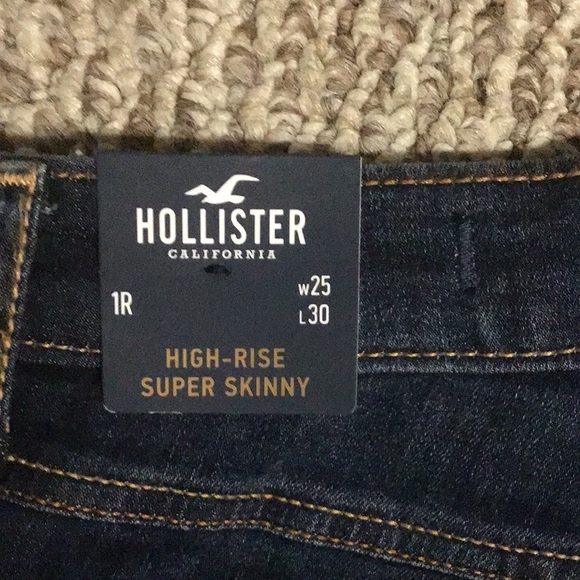 HOLLISTER
CALIFORNIA
1R
W25
L30
HIGH-RISE
SUPER SKINNY